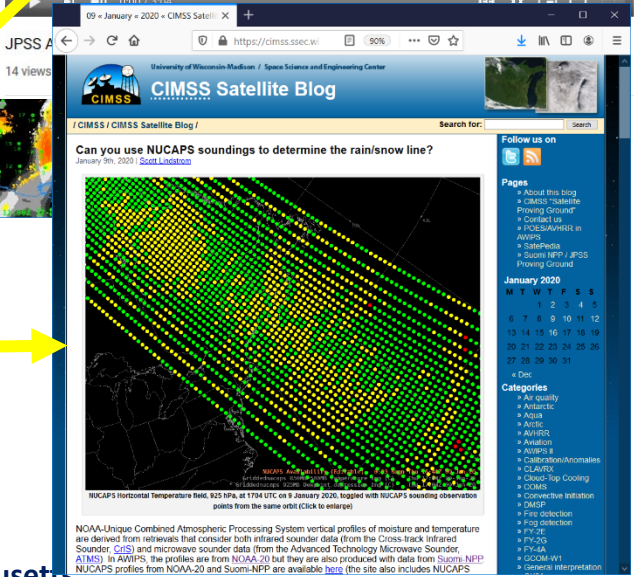 09 « January « 2020 « CIMSS Satelli
JPSS A
14 views
https://cimss.ssec.wi
90%
University of Wisconsin-Madison / Space Science and Engineering Center
CIMSS
CIMSS Satellite Blog
/ CIMSS / CIMSS Satellite Blog /
Search for:
Search
Can you use NUCAPS soundings to determine the rain/snow line?
January 9th, 2020 | Scott Lindstrom
NUCAPS Horizontal Temperature field, 925 hPa, at 1704 UTC on 9 January 2020, toggled with NUCAPS sounding observation
points from the same orbit (Click to enlarge)
NOAA-Unique Combined Atmospheric Processing System vertical profiles of moisture and temperature
are derived from retrievals that consider both infrared sounder data (from the Cross-track Infrared
Sounder, CrIS) and microwave sounder data (from the Advanced Technology Microwave Sounder,
ATMS). In AWIPS, the profiles are from NOAA-20 but they are also produced with data from Suomi-NPP
NUCAPS profiles from NOAA-20 and Suomi-NPP are available here (the site also includes NUCAPS
Follow us on
Pages
» About this blog
» CIMSS "Satellite
Proving Ground"
» Contact us
» POES/AVHRR in
AWIPS
» SatePedia
» Suomi NPP / JPSS
Proving Ground
January 2020
M T W T F S S
1 2 3 4 5
6 7 8 9 10 11 12
13 14 15 16 17 18 19
20 21 22 23 24 25 26
27 28 29 30 31
« Dec
Categories
» Air quality
» Antarctic
» Aqua
» Arctic
» AVHRR
» Aviation
» AWIPS II
» Calibration/Anomalies
» CLAVRX
» Cloud-Top Cooling
» COMS
» Convective initiation
» DMSP
» Fire detection
» Fog detection
» FY-2E
» FY-2G
» FY-4A
» GCOM-W1
» General interpretation